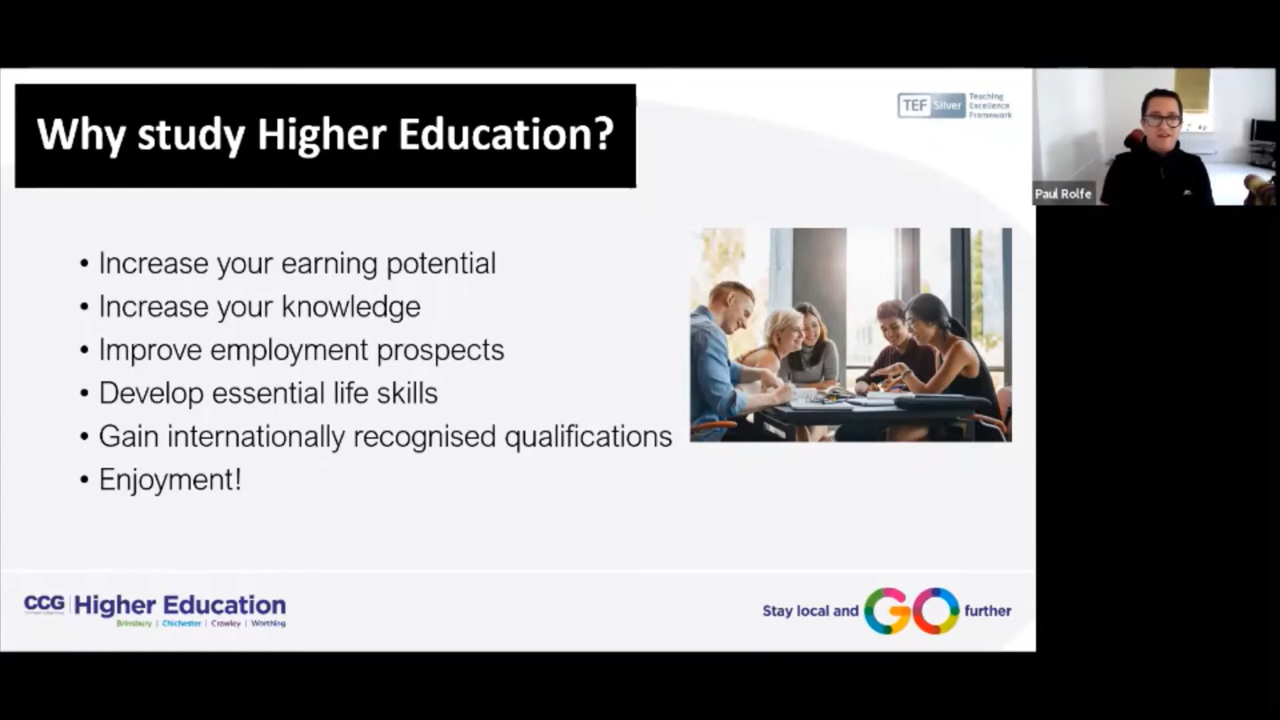 Why study Higher Education?
TEF Silver
Teaching
Excellence
Framework
Paul Rolfe
• Increase your earning potential
• Increase your knowledge
• Improve employment prospects
• Develop essential life skills
• Gain internationally recognised qualifications
• Enjoyment!
CCG Higher Education
Brinsbury | Chichester | Crawley | Worthing
Stay local and GO further